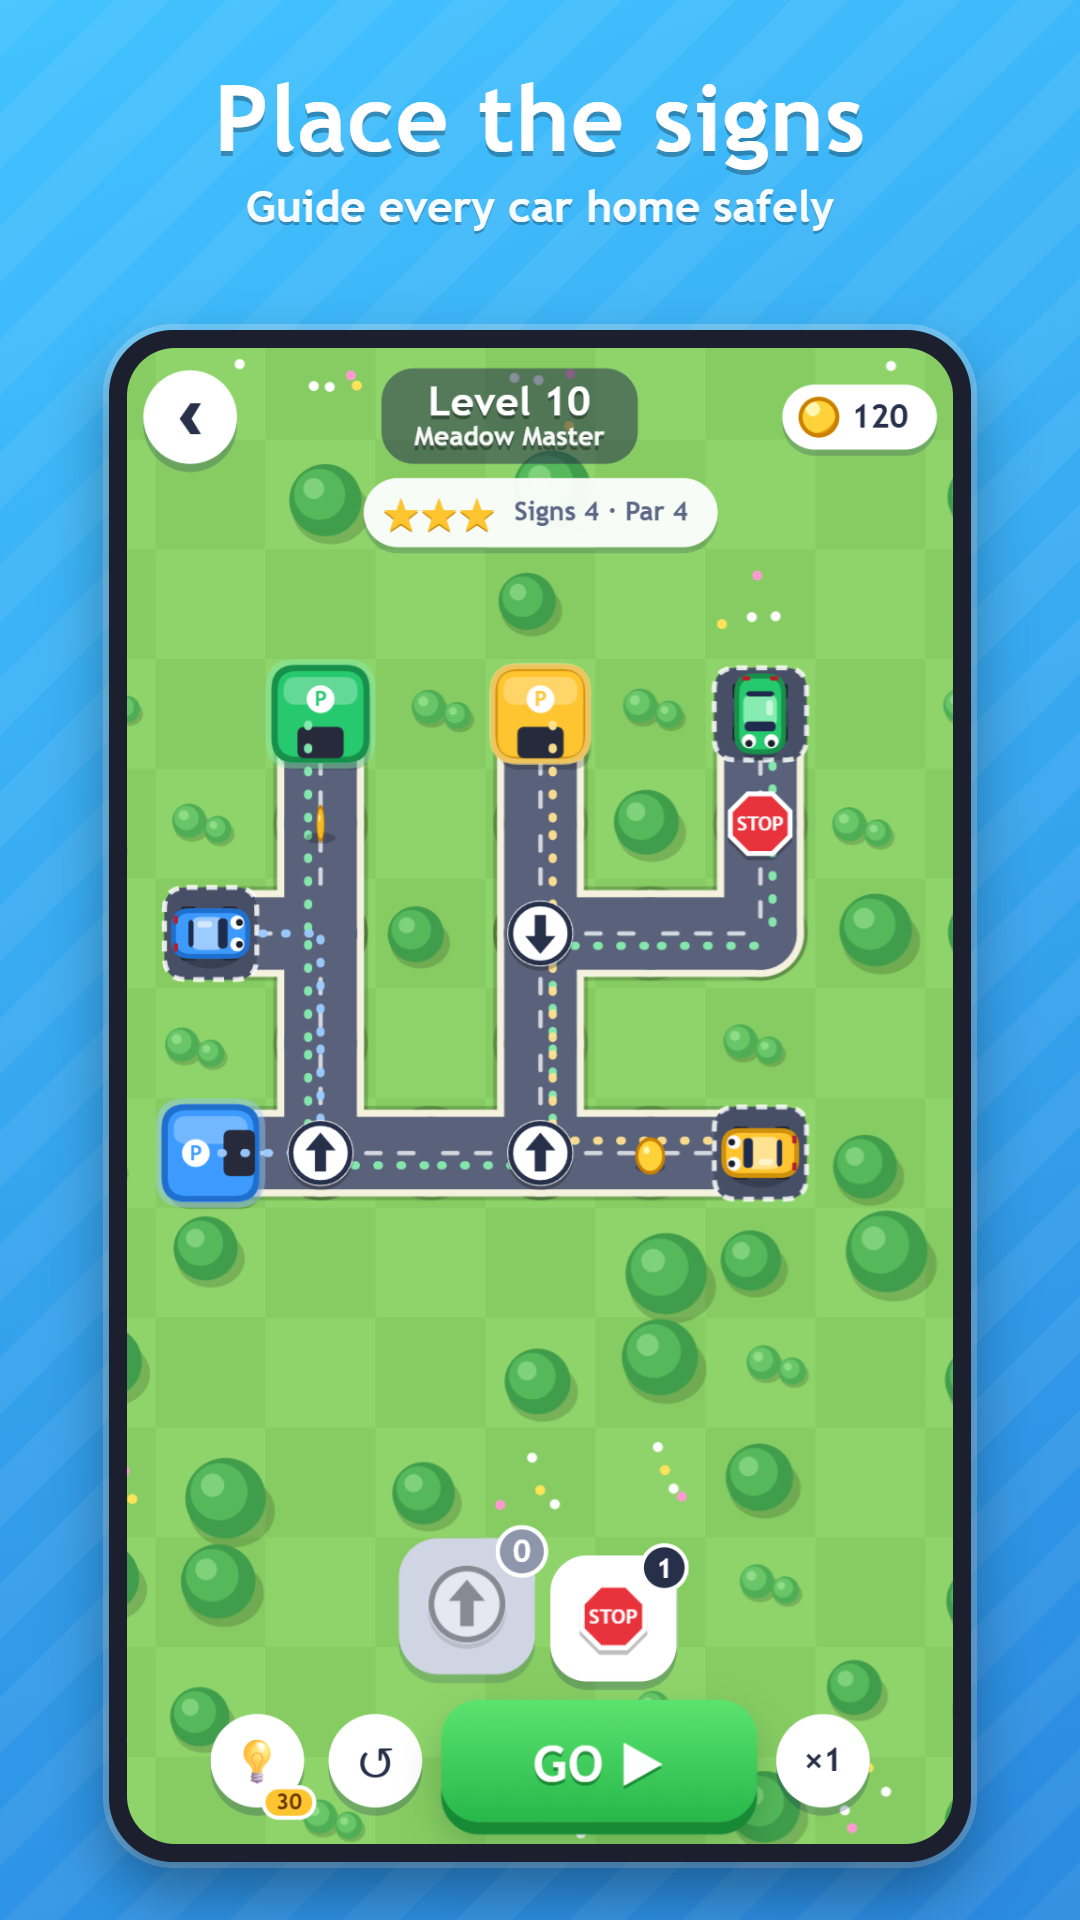 Place the signs
Guide every car home safely
Level 10
Meadow Master
120
Signs 4 · Par 4
P
P
STOP
P
0
1
STOP
GO
×1
30